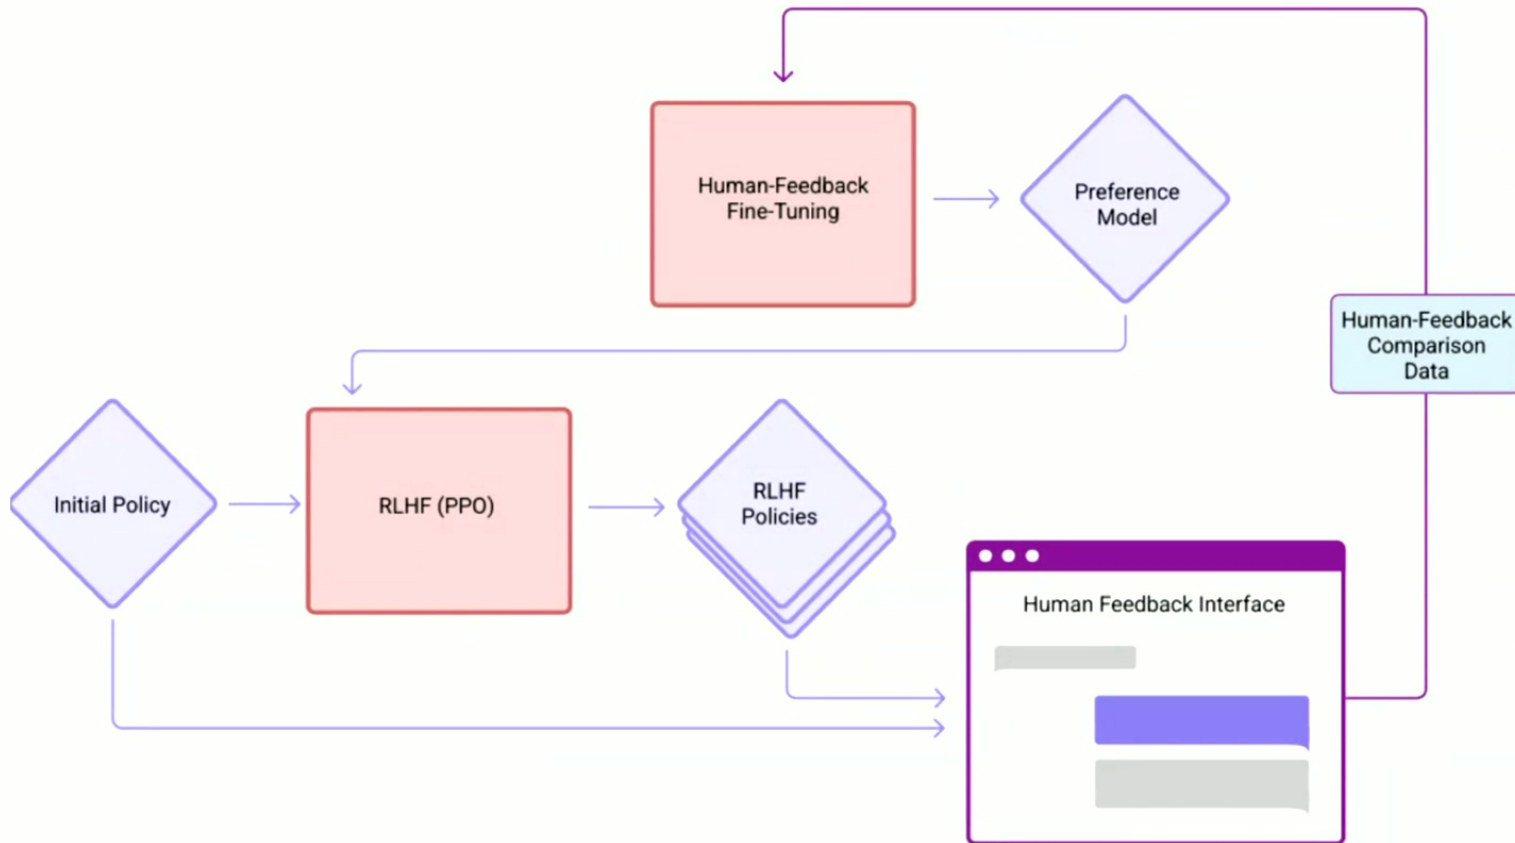 Human-Feedback
Fine-Tuning
Preference
Model
Human-Feedback
Comparison
Data
Initial Policy
RLHF (PPO)
RLHF
Policies
Human Feedback Interface